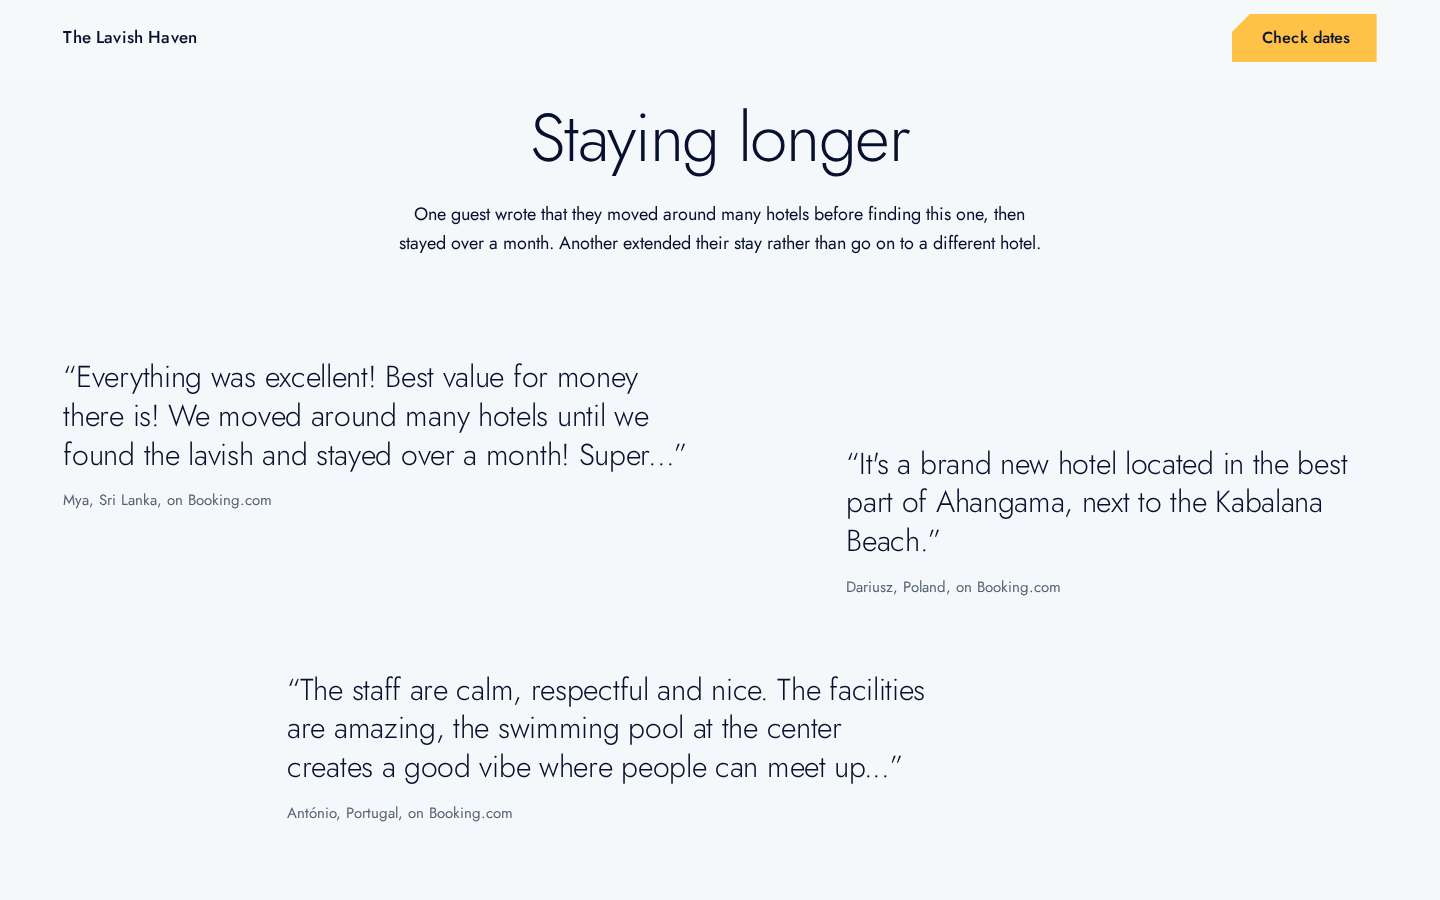 The Lavish Haven
Check dates
Staying longer
One guest wrote that they moved around many hotels before finding this one, then
stayed over a month. Another extended their stay rather than go on to a different hotel.
“Everything was excellent! Best value for money
there is! We moved around many hotels until we
found the lavish and stayed over a month! Super…”
Mya, Sri Lanka, on Booking.com
“It's a brand new hotel located in the best
part of Ahangama, next to the Kabalana
Beach.”
Dariusz, Poland, on Booking.com
“The staff are calm, respectful and nice. The facilities
are amazing, the swimming pool at the center
creates a good vibe where people can meet up…”
António, Portugal, on Booking.com